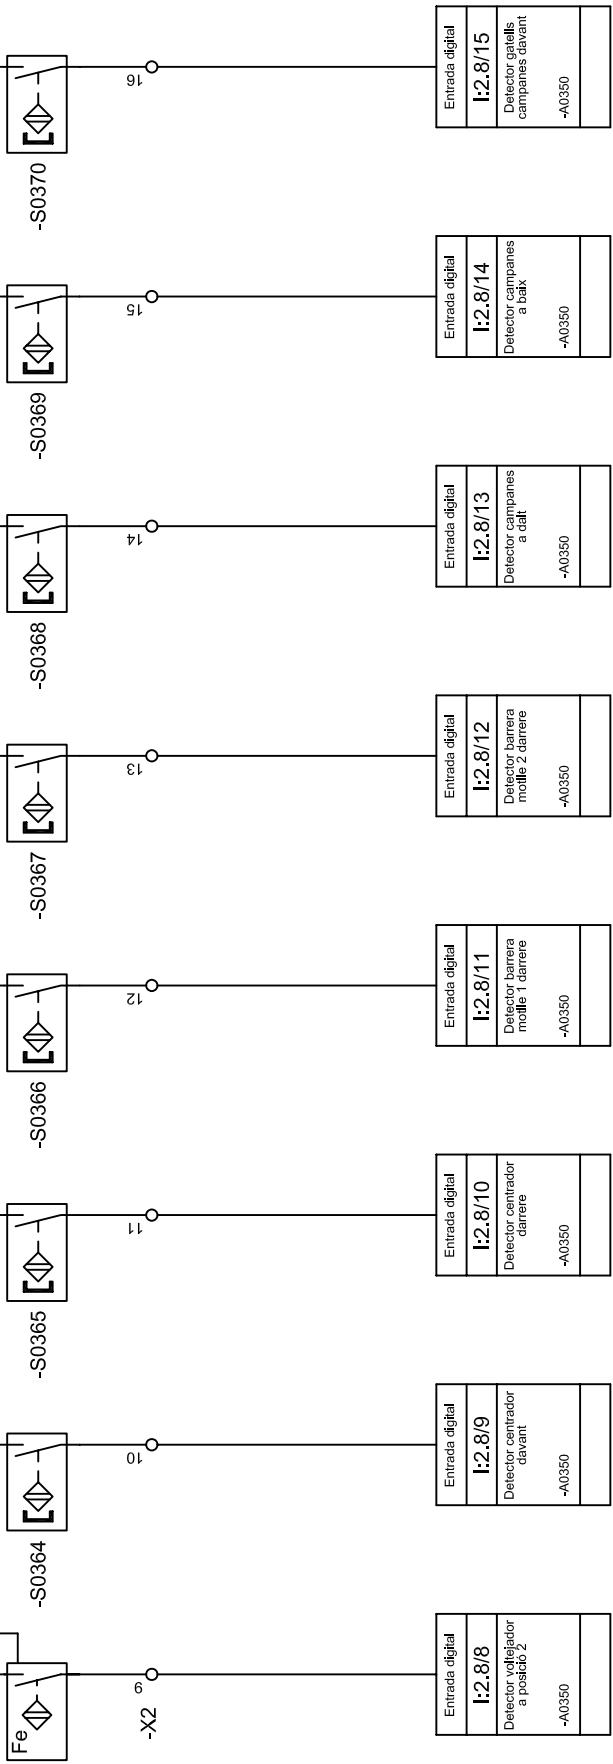 Fe
9
-X2
Entrada digital
I:2.8/8
Detector voltejador
a posició 2
-A0350
-S0364
10
Entrada digital
I:2.8/9
Detector centrador
davant
-A0350
-S0365
11
Entrada digital
I:2.8/10
Detector centrador
darrere
-A0350
-S0366
12
Entrada digital
I:2.8/11
Detector barrera
motlle 1 darrere
-A0350
-S0367
13
Entrada digital
I:2.8/12
Detector barrera
motlle 2 darrere
-A0350
-S0368
14
Entrada digital
I:2.8/13
Detector campanes
a dalt
-A0350
-S0369
15
Entrada digital
I:2.8/14
Detector campanes
a baix
-A0350
-S0370
16
Entrada digital
I:2.8/15
Detector gatells
campanes davant
-A0350